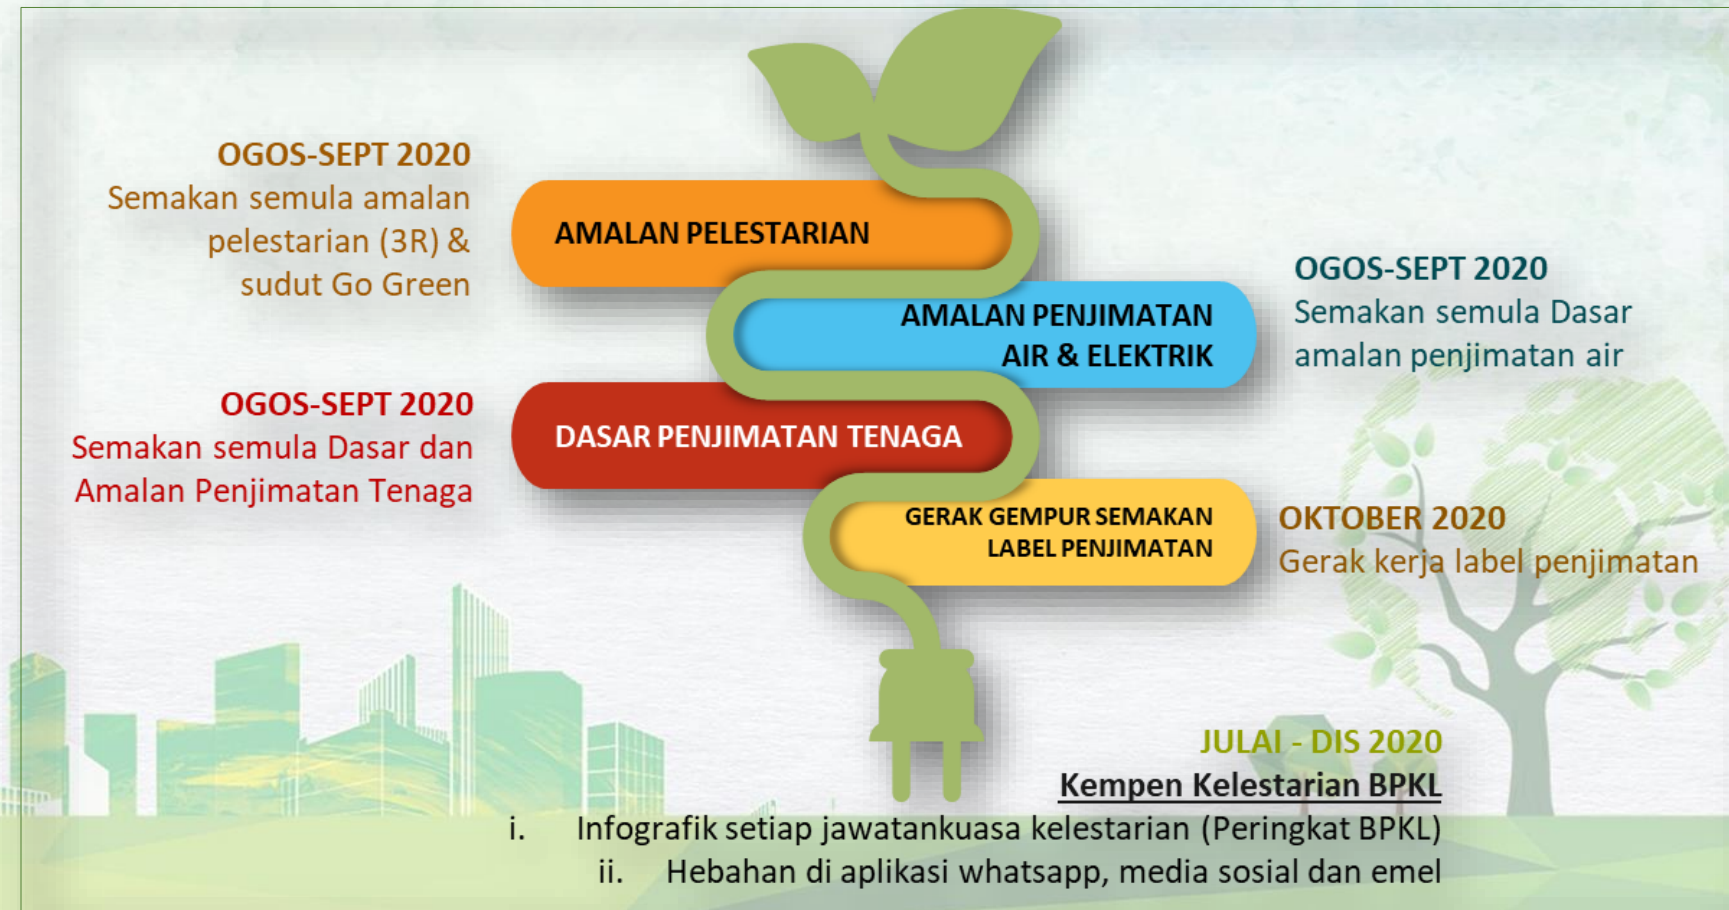 OGOS-SEPT 2020
Semakan semula amalan
pelestarian (3R) &
sudut Go Green
AMALAN PELESTARIAN
AMALAN PENJIMATAN
AIR & ELEKTRIK
OGOS-SEPT 2020
Semakan semula Dasar
amalan penjimatan air
OGOS-SEPT 2020
Semakan semula Dasar dan
Amalan Penjimatan Tenaga
DASAR PENJIMATAN TENAGA
GERAK GEMPUR SEMAKAN
LABEL PENJIMATAN
OKTOBER 2020
Gerak kerja label penjimatan
JULAI - DIS 2020
Kempen Kelestarian BPKL
i. Infografik setiap jawatankuasa kelestarian (Peringkat BPKL)
ii. Hebahan di aplikasi whatsapp, media sosial dan emel